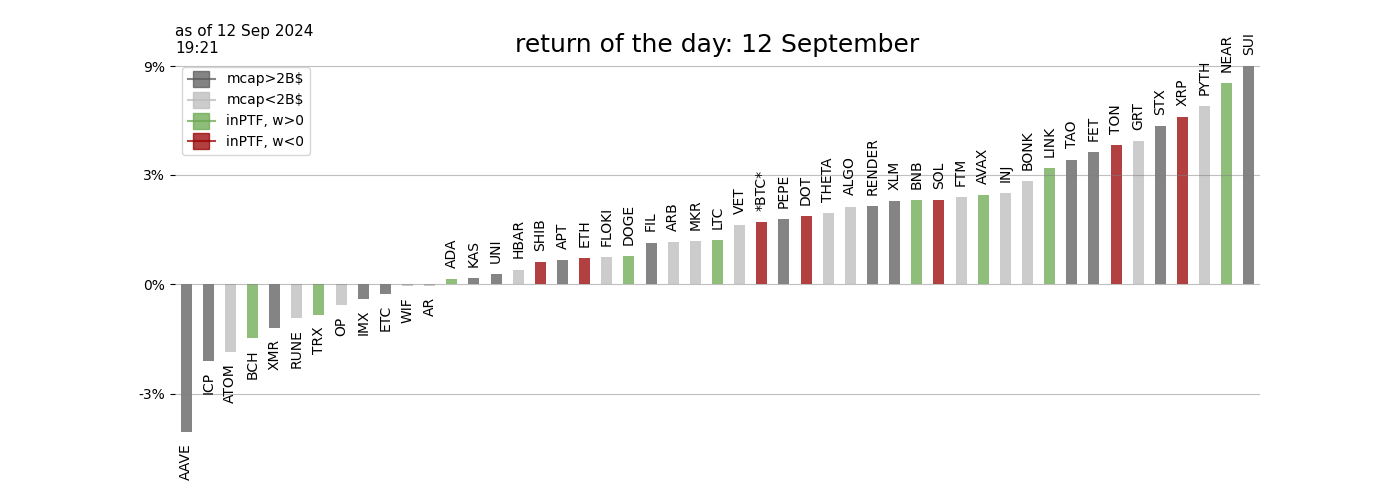 as of 12 Sep 2024
19:21
return of the day: 12 September
9%
3%
0%
-3%
mcap>2B$
mcap<2B$
inPTF, w>0
inPTF, w<0
AAVE
ICP
ATOM
BCH
XMR
RUNE
TRX
OP
IMX
ETC
WIF
AR
ADA
KAS
UNI
HBAR
SHIB
APT
ETH
FLOKI
DOGE
FIL
ARB
MKR
LTC
VET
*BTC*
PEPE
DOT
THETA
ALGO
RENDER
XLM
BNB
SOL
FTM
AVAX
INJ
BONK
LINK
TAO
FET
TON
GRT
STX
XRP
PYTH
NEAR
SUI